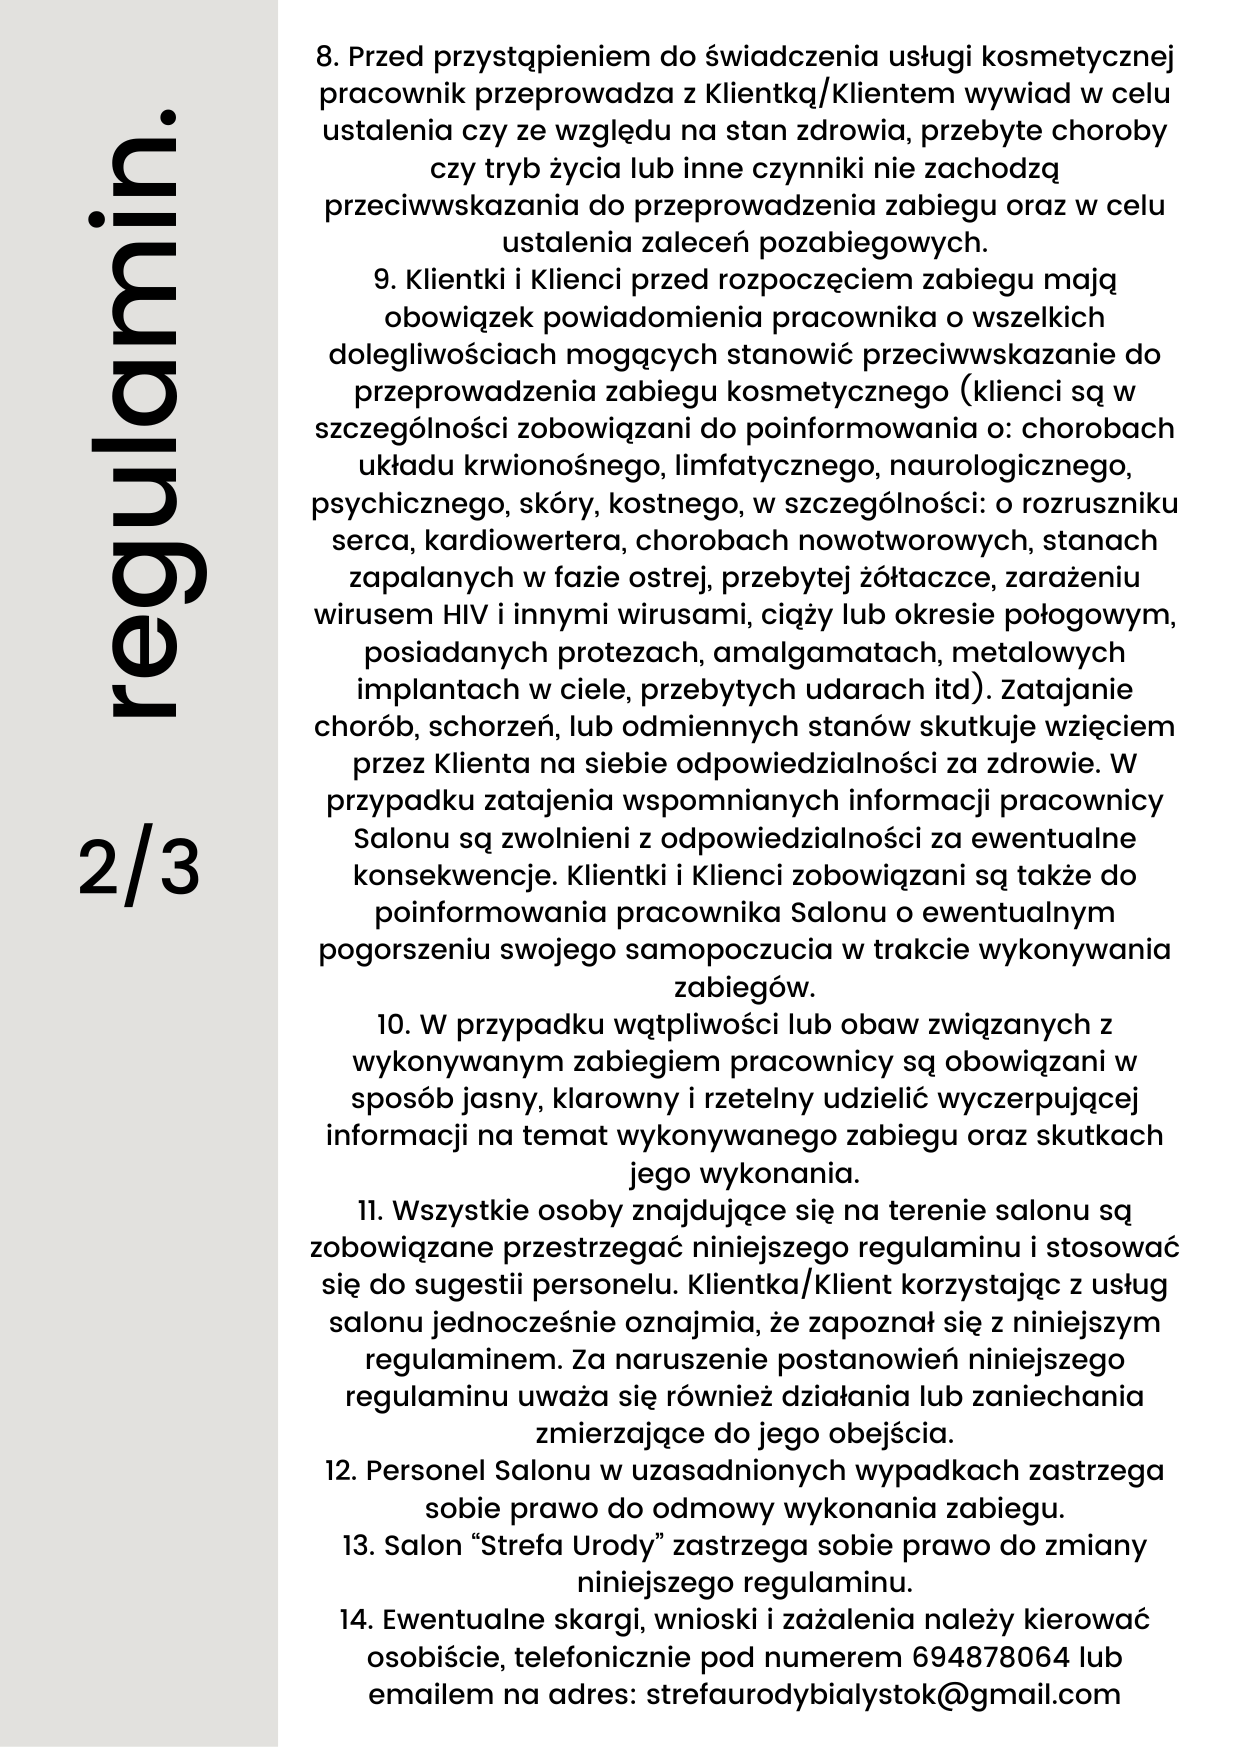 regulamin.
2/3
8. Przed przystąpieniem do świadczenia usługi kosmetycznej
pracownik przeprowadza z Klientką/Klientem wywiad w celu
ustalenia czy ze względu na stan zdrowia, przebyte choroby
czy tryb życia lub inne czynniki nie zachodzą
przeciwwskazania do przeprowadzenia zabiegu oraz w celu
ustalenia zaleceń pozabiegowych.
9. Klientki i Klienci przed rozpoczęciem zabiegu mają
obowiązek powiadomienia pracownika o wszelkich
dolegliwościach mogących stanowić przeciwwskazanie do
przeprowadzenia zabiegu kosmetycznego (klienci są w
szczególności zobowiązani do poinformowania o: chorobach
układu krwionośnego, limfatycznego, naurologicznego,
psychicznego, skóry, kostnego, w szczególności: o rozruszniku
serca, kardiowertera, chorobach nowotworowych, stanach
zapalanych w fazie ostrej, przebytej żółtaczce, zarażeniu
wirusem HIV i innymi wirusami, ciąży lub okresie połogowym,
posiadanych protezach, amalgamatach, metalowych
implantach w ciele, przebytych udarach itd). Zatajanie
chorób, schorzeń, lub odmiennych stanów skutkuje wzięciem
przez Klienta na siebie odpowiedzialności za zdrowie. W
przypadku zatajenia wspomnianych informacji pracownicy
Salonu są zwolnieni z odpowiedzialności za ewentualne
konsekwencje. Klientki i Klienci zobowiązani są także do
poinformowania pracownika Salonu o ewentualnym
pogorszeniu swojego samopoczucia w trakcie wykonywania
zabiegów.
10. W przypadku wątpliwości lub obaw związanych z
wykonywanym zabiegiem pracownicy są obowiązani w
sposób jasny, klarowny i rzetelny udzielić wyczerpującej
informacji na temat wykonywanego zabiegu oraz skutkach
jego wykonania.
11. Wszystkie osoby znajdujące się na terenie salonu są
zobowiązane przestrzegać niniejszego regulaminu i stosować
się do sugestii personelu. Klientka/Klient korzystając z usług
salonu jednocześnie oznajmia, że zapoznał się z niniejszym
regulaminem. Za naruszenie postanowień niniejszego
regulaminu uważa się również działania lub zaniechania
zmierzające do jego obejścia.
12. Personel Salonu w uzasadnionych wypadkach zastrzega
sobie prawo do odmowy wykonania zabiegu.
13. Salon “Strefa Urody” zastrzega sobie prawo do zmiany
niniejszego regulaminu.
14. Ewentualne skargi, wnioski i zażalenia należy kierować
osobiście, telefonicznie pod numerem 694878064 lub
emailem na adres: strefaurodybialystok@gmail.com